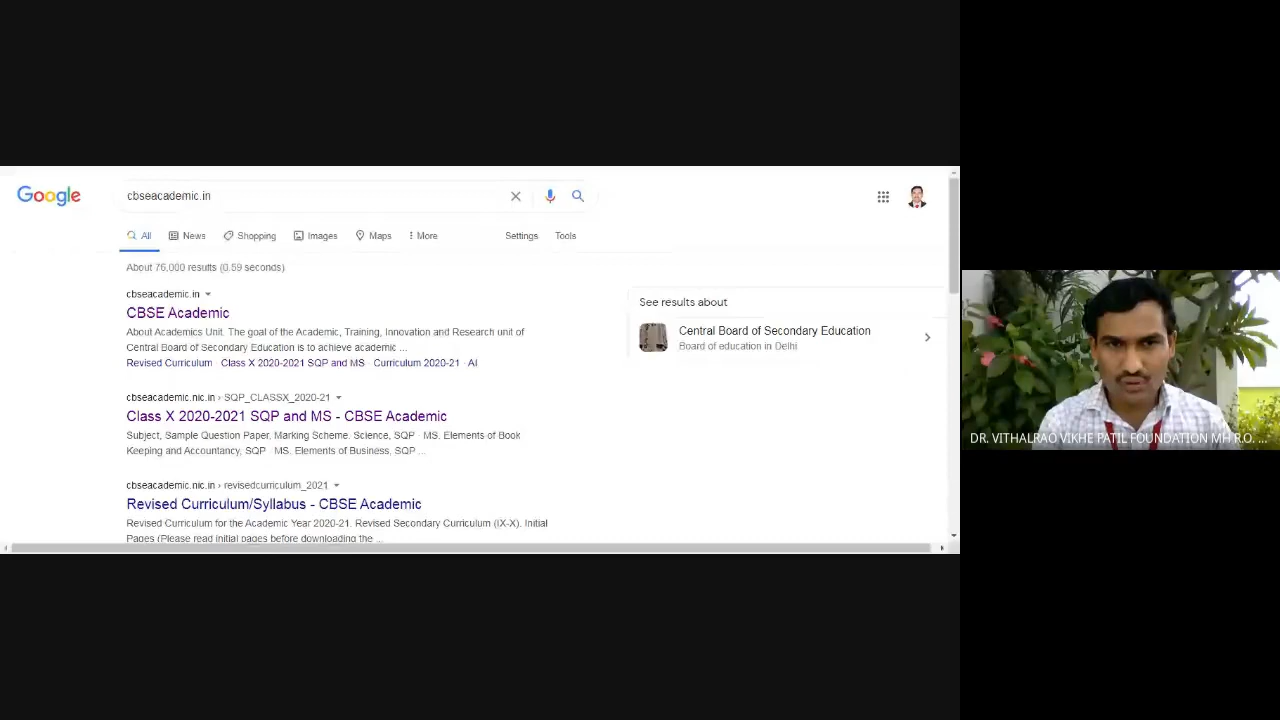 Google
cbseacademic.in
All News Shopping Images Maps More Settings Tools
About 76,000 results (0.59 seconds)
cbseacademic.in
CBSE Academic
About Academics Unit. The goal of the Academic, Training, Innovation and Research unit of
Central Board of Secondary Education is to achieve academic ...
Revised Curriculum · Class X 2020-2021 SQP and MS · Curriculum 2020-21 · AI
See results about
Central Board of Secondary Education
Board of education in Delhi
cbseacademic.nic.in › SQP_CLASSX_2020-21
Class X 2020-2021 SQP and MS - CBSE Academic
Subject, Sample Question Paper, Marking Scheme. Science, SQP · MS. Elements of Book
Keeping and Accountancy, SQP · MS. Elements of Business, SQP ...
cbseacademic.nic.in › revisedcurriculum_2021
Revised Curriculum/Syllabus - CBSE Academic
Revised Curriculum for the Academic Year 2020-21. Revised Secondary Curriculum (IX-X). Initial
Pages (Please read initial pages before downloading the ...
DR. VITHALRAO VIKHE PATIL FOUNDATION MH R.O. ...